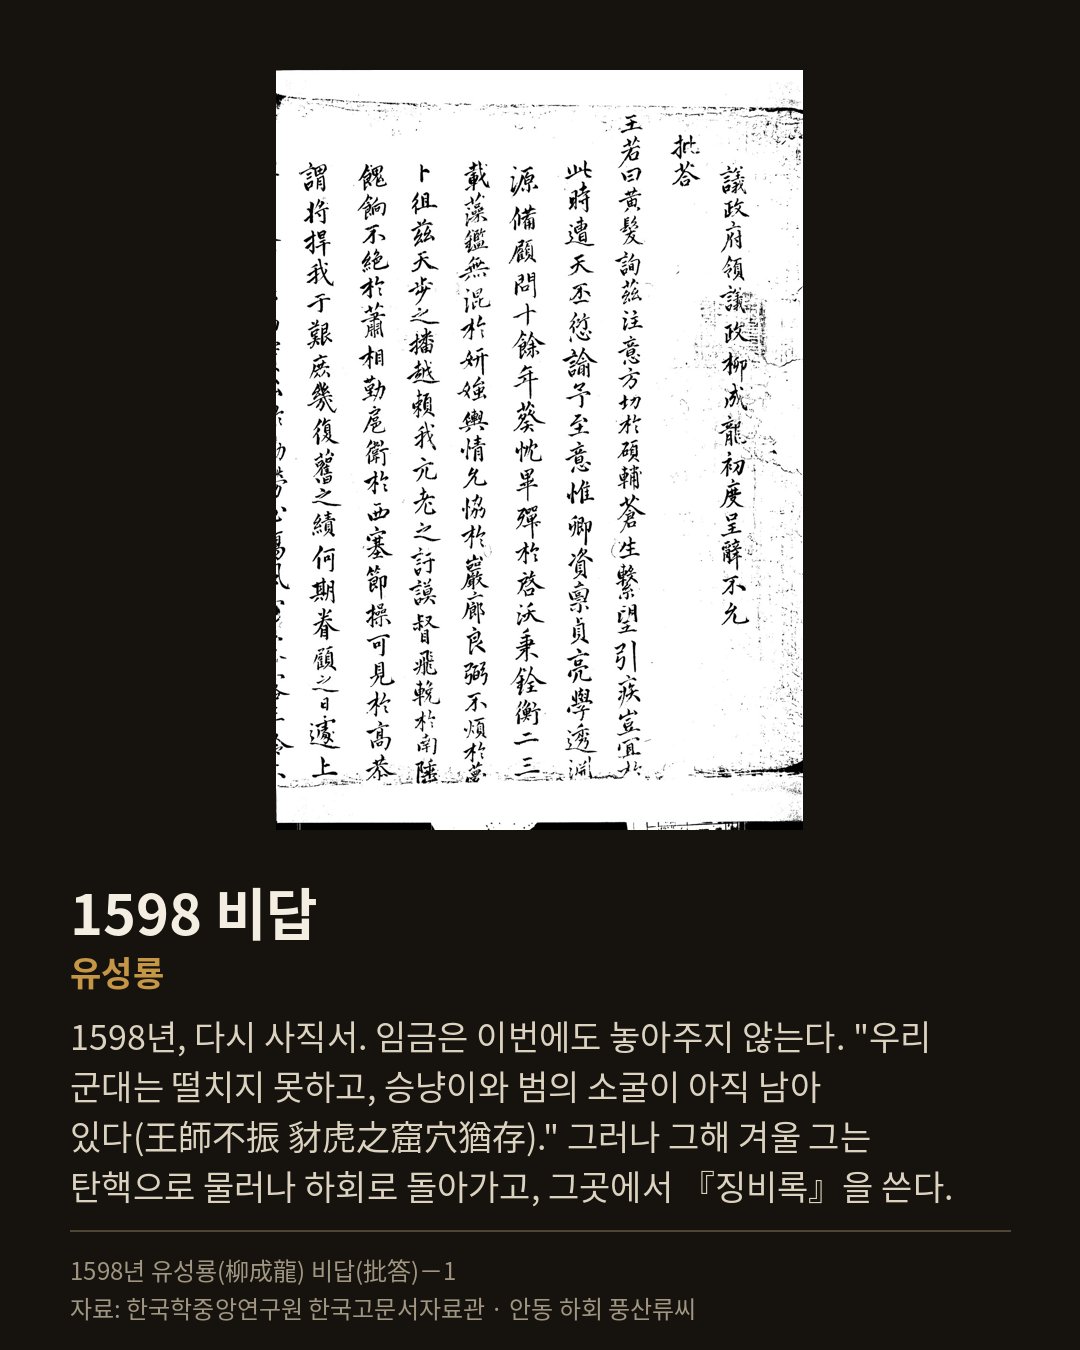 議政府領議政柳成龍初度呈辭不允
批答
王若曰黃髮詢茲注意方切於碩輔蒼生繫望引疾豈宜於
此時遭天丕愆諭予至意惟卿資稟貞亮學透淵
源備顧問十餘年葵忱畢殫於啓沃秉銓衡二三
載藻鑑無混於妍媸輿情允恊於巖廊良弼不煩於夢
卜徂茲天步之播越賴我元老之訏謨督飛輓於南陲
餽餉不絶於蕭相勤扈衛於西塞節操可見於高恭
謂將捍我于艱庶幾復舊之績何期眷顧之日遽上
1598 비답
유성룡
1598년, 다시 사직서. 임금은 이번에도 놓아주지 않는다. "우리
군대는 떨치지 못하고, 승냥이와 범의 소굴이 아직 남아
있다(王師不振 豺虎之窟穴猶存)." 그러나 그해 겨울 그는
탄핵으로 물러나 하회로 돌아가고, 그곳에서 『징비록』을 쓴다.
1598년 유성룡(柳成龍) 비답(批答)－1
자료: 한국학중앙연구원 한국고문서자료관 · 안동 하회 풍산류씨